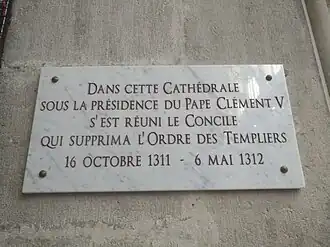 Dans cette Cathédrale
sous la présidence du Pape Clément V
s'est réuni le Concile
qui supprima l'Ordre des Templiers
16 octobre 1311 - 6 mai 1312